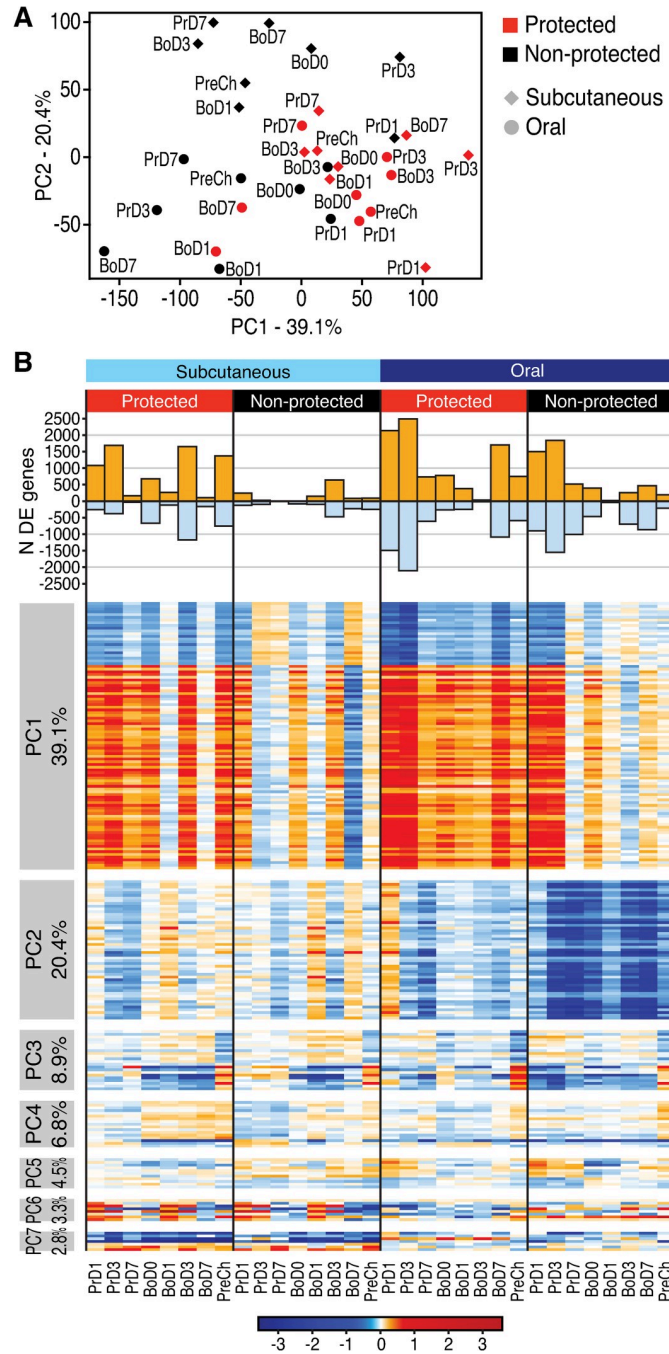 A
Protected
Non-protected
Subcutaneous
Oral
PC2 - 20.4%
100
50
0
-50
-150
-100
-50
0
50
100
PC1 - 39.1%
PrD7
BoD3
BoD7
BoD0
PrD3
PreCh
BoD1
PrD7
PrD7
PrD1
BoD7
PreCh
BoD3
PrD7
BoD3
BoD0
PrD3
PrD3
PreCh
BoD0
BoD1
BoD3
PrD3
BoD7
BoD0
PreCh
PrD1
PrD1
BoD7
BoD1
BoD1
PrD1
B
Subcutaneous
Oral
Protected
Non-protected
Protected
Non-protected
N DE genes
2500
2000
1500
1000
500
0
-500
-1000
-1500
-2000
-2500
PC1
39.1%
PC2
20.4%
PC3
8.9%
PC4
6.8%
PC5
4.5%
PC6
3.3%
PC7
2.8%
PrD1 PrD3 PrD7 BoD0 BoD1 BoD3 BoD7 PreCh PrD1 PrD3 PrD7 BoD0 BoD1 BoD3 BoD7 PreCh PrD1 PrD3 PrD7 BoD0 BoD1 BoD3 BoD7 PreCh PrD1 PrD3 PrD7 BoD0 BoD1 BoD3 BoD7 PreCh
-3 -2 -1 0 1 2 3